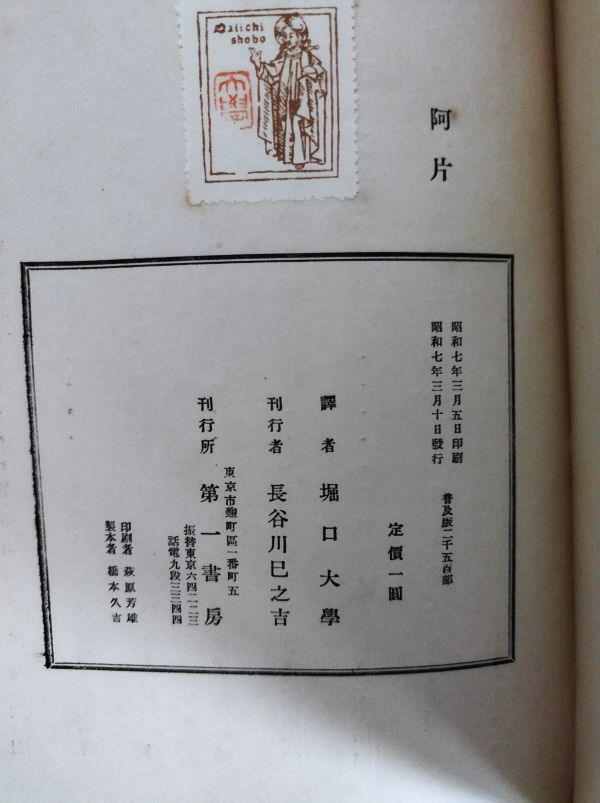 Daiichi
shobo
大學
阿片
昭和七年三月五日印刷
昭和七年三月十日發行
普及版二千五百部
定價一圓
譯者 堀口大學
刊行者 長谷川巳之吉
東京市麴町區一番町五
刊行所 第一書房
振替東京六四二二三
話電九段三三四四
印刷者 萩原芳雄
製本者 橋本久吉